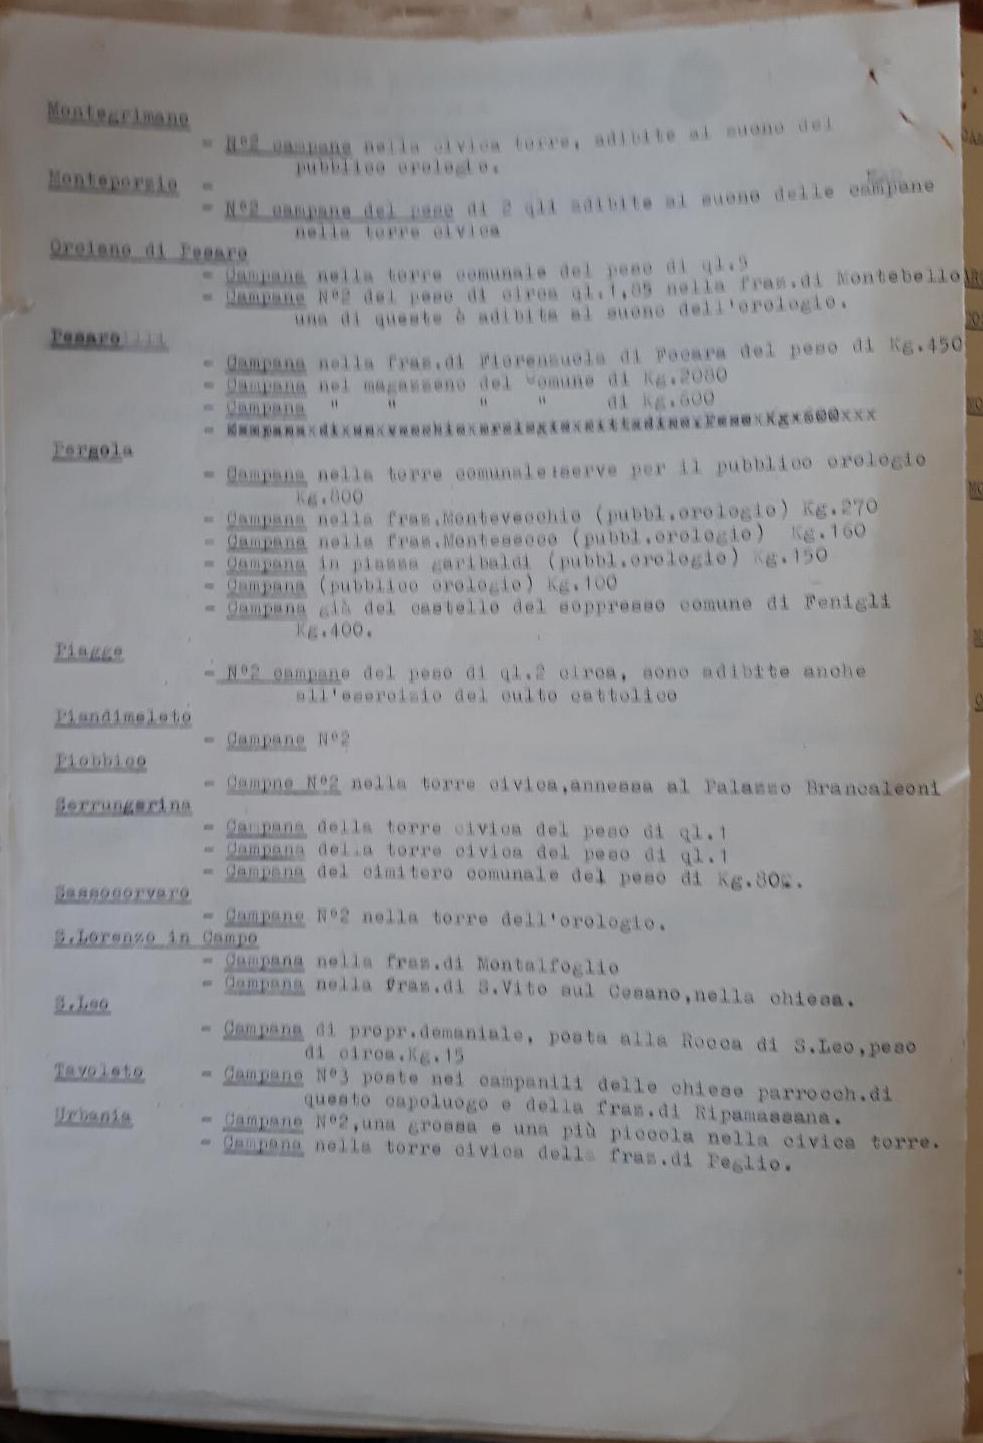 Montegrimano
= N°2 campane nella civica torre, adibite al suono del
pubblico orologio.
Monteporzio =
= N°2 campane del peso di 2 qli adibite al suono delle campane
nella torre civica
Orciano di Pesaro
= Campana nella torre comunale del peso di ql.5
= Campane N°2 del peso di circa ql.1,85 nella fraz.di Montebello
una di queste è adibita al suono dell'orologio.
Pesaro
= Campana nella fraz.di Fiorenzuola di Focara del peso di Kg.450
= Campana nel magazzeno del Comune di Kg.2080
= Campana " " " " di Kg.600
= Campana di un vecchio orologio cittadino Peso Kg 600xxx
Pergola
= Campana nella torre comunale:serve per il pubblico orologio
Kg.800
= Campana nella fraz.Montevecchio (pubbl.orologio) Kg.270
= Campana nella fraz.Montesecco (pubbl.orologio) Kg.160
= Campana in piazza garibaldi (pubbl.orologio) Kg.150
= Campana (pubblico orologio) Kg.100
= Campana già del castello del soppresso comune di Fenigli
Kg.400.
Piagge
= N°2 campane del peso di ql.2 circa, sono adibite anche
all'esercizio del culto cattolico
Piandimeleto
= Campane N°2
Piobbico
= Campne N°2 nella torre civica,annessa al Palazzo Brancaleoni
Serrungarina
= Campana della torre civica del peso di ql.1
= Campana della torre civica del peso di ql.1
= Campana del cimitero comunale del peso di Kg.80
Sassocorvaro
= Campane N°2 nella torre dell'orologio.
S.Lorenzo in Campo
= Campana nella fraz.di Montalfoglio
= Campana nella fraz.di S.Vito sul Cesano,nella chiesa.
S.Leo
= Campana di propr.demaniale, posta alla Rocca di S.Leo,peso
di circa.Kg.15
Tavoleto = Campane N°3 poste nei campanili delle chiese parrocch.di
questo capoluogo e della fraz.di Ripamassana.
Urbania = Campane N°2,una grossa e una più piccola nella civica torre.
= Campana nella torre civica della fraz.di Peglio.